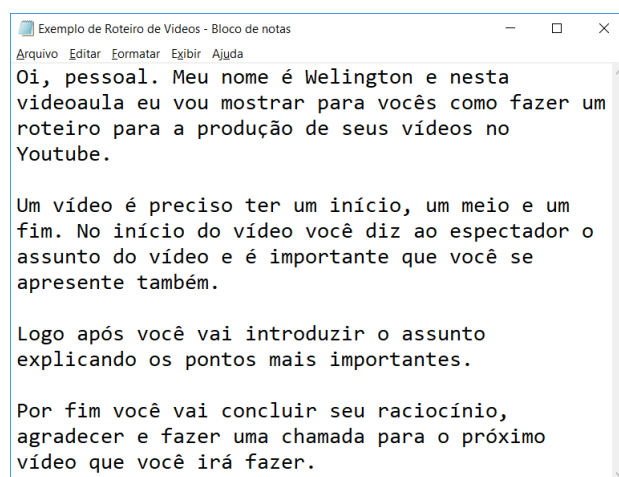 Exemplo de Roteiro de Videos - Bloco de notas
Arquivo Editar Formatar Exibir Ajuda
Oi, pessoal. Meu nome é Welington e nesta
videoaula eu vou mostrar para vocês como fazer um
roteiro para a produção de seus vídeos no
Youtube.
Um vídeo é preciso ter um início, um meio e um
fim. No início do vídeo você diz ao espectador o
assunto do vídeo e é importante que você se
apresente também.
Logo após você vai introduzir o assunto
explicando os pontos mais importantes.
Por fim você vai concluir seu raciocínio,
agradecer e fazer uma chamada para o próximo
vídeo que você irá fazer.